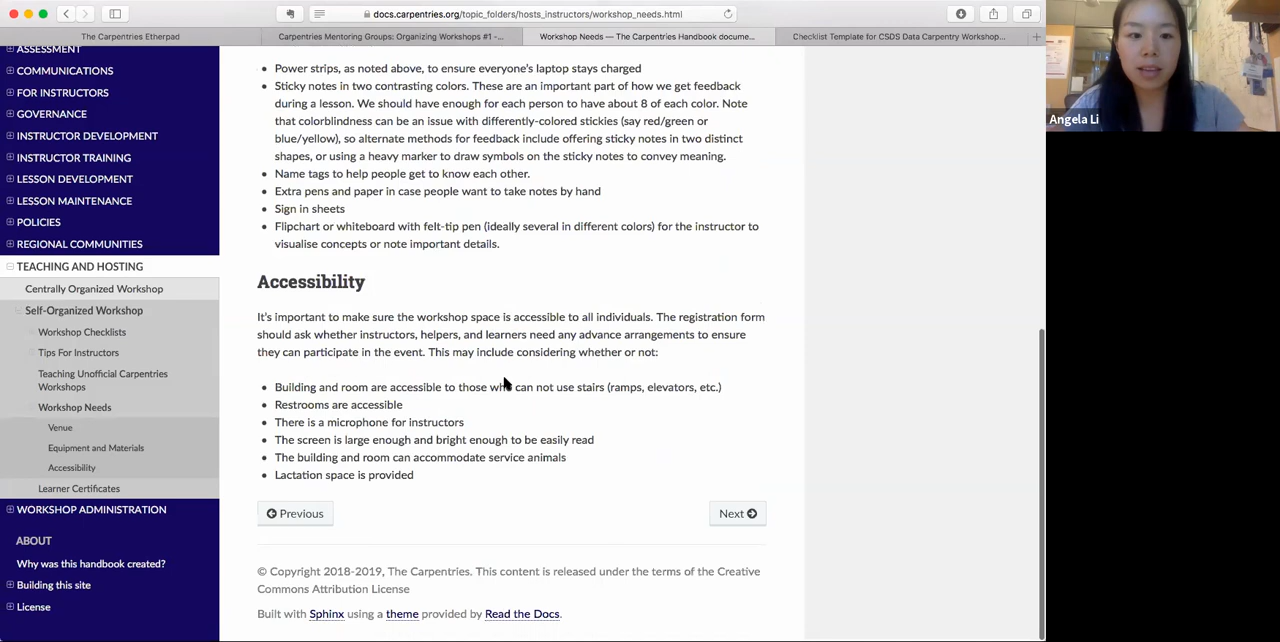 docs.carpentries.org/topic_folders/hosts_instructors/workshop_needs.html
The Carpentries Etherpad
Carpentries Mentoring Groups: Organizing Workshops #1 -...
Workshop Needs — The Carpentries Handbook docume...
Checklist Template for CSDS Data Carpentry Workshop...
ASSESSMENT
COMMUNICATIONS
FOR INSTRUCTORS
GOVERNANCE
INSTRUCTOR DEVELOPMENT
INSTRUCTOR TRAINING
LESSON DEVELOPMENT
LESSON MAINTENANCE
POLICIES
REGIONAL COMMUNITIES
TEACHING AND HOSTING
Centrally Organized Workshop
Self-Organized Workshop
Workshop Checklists
Tips For Instructors
Teaching Unofficial Carpentries
Workshops
Workshop Needs
Venue
Equipment and Materials
Accessibility
Learner Certificates
WORKSHOP ADMINISTRATION
ABOUT
Why was this handbook created?
Building this site
License
Power strips, as noted above, to ensure everyone's laptop stays charged
Sticky notes in two contrasting colors. These are an important part of how we get feedback
during a lesson. We should have enough for each person to have about 8 of each color. Note
that colorblindness can be an issue with differently-colored stickies (say red/green or
blue/yellow), so alternate methods for feedback include offering sticky notes in two distinct
shapes, or using a heavy marker to draw symbols on the sticky notes to convey meaning.
Name tags to help people get to know each other.
Extra pens and paper in case people want to take notes by hand
Sign in sheets
Flipchart or whiteboard with felt-tip pen (ideally several in different colors) for the instructor to
visualise concepts or note important details.
Accessibility
It's important to make sure the workshop space is accessible to all individuals. The registration form
should ask whether instructors, helpers, and learners need any advance arrangements to ensure
they can participate in the event. This may include considering whether or not:
Building and room are accessible to those who can not use stairs (ramps, elevators, etc.)
Restrooms are accessible
There is a microphone for instructors
The screen is large enough and bright enough to be easily read
The building and room can accommodate service animals
Lactation space is provided
Previous
Next
© Copyright 2018-2019, The Carpentries. This content is released under the terms of the Creative
Commons Attribution License
Built with Sphinx using a theme provided by Read the Docs.
Angela Li